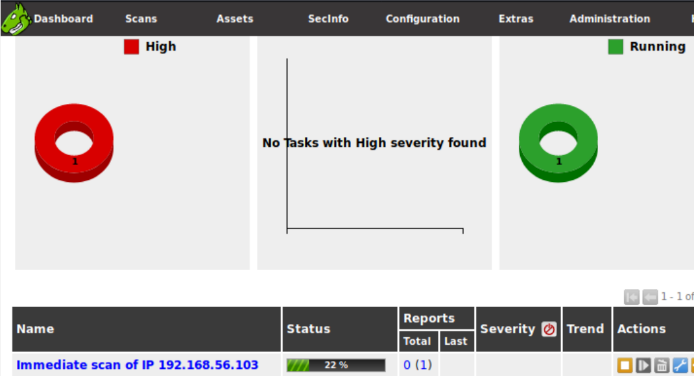 Dashboard Scans Assets SecInfo Configuration Extras Administration
High
Running
No Tasks with High severity found
1
1
1 - 1 of
Name Status Reports Severity Trend Actions
Total Last
Immediate scan of IP 192.168.56.103 22 % 0 (1)